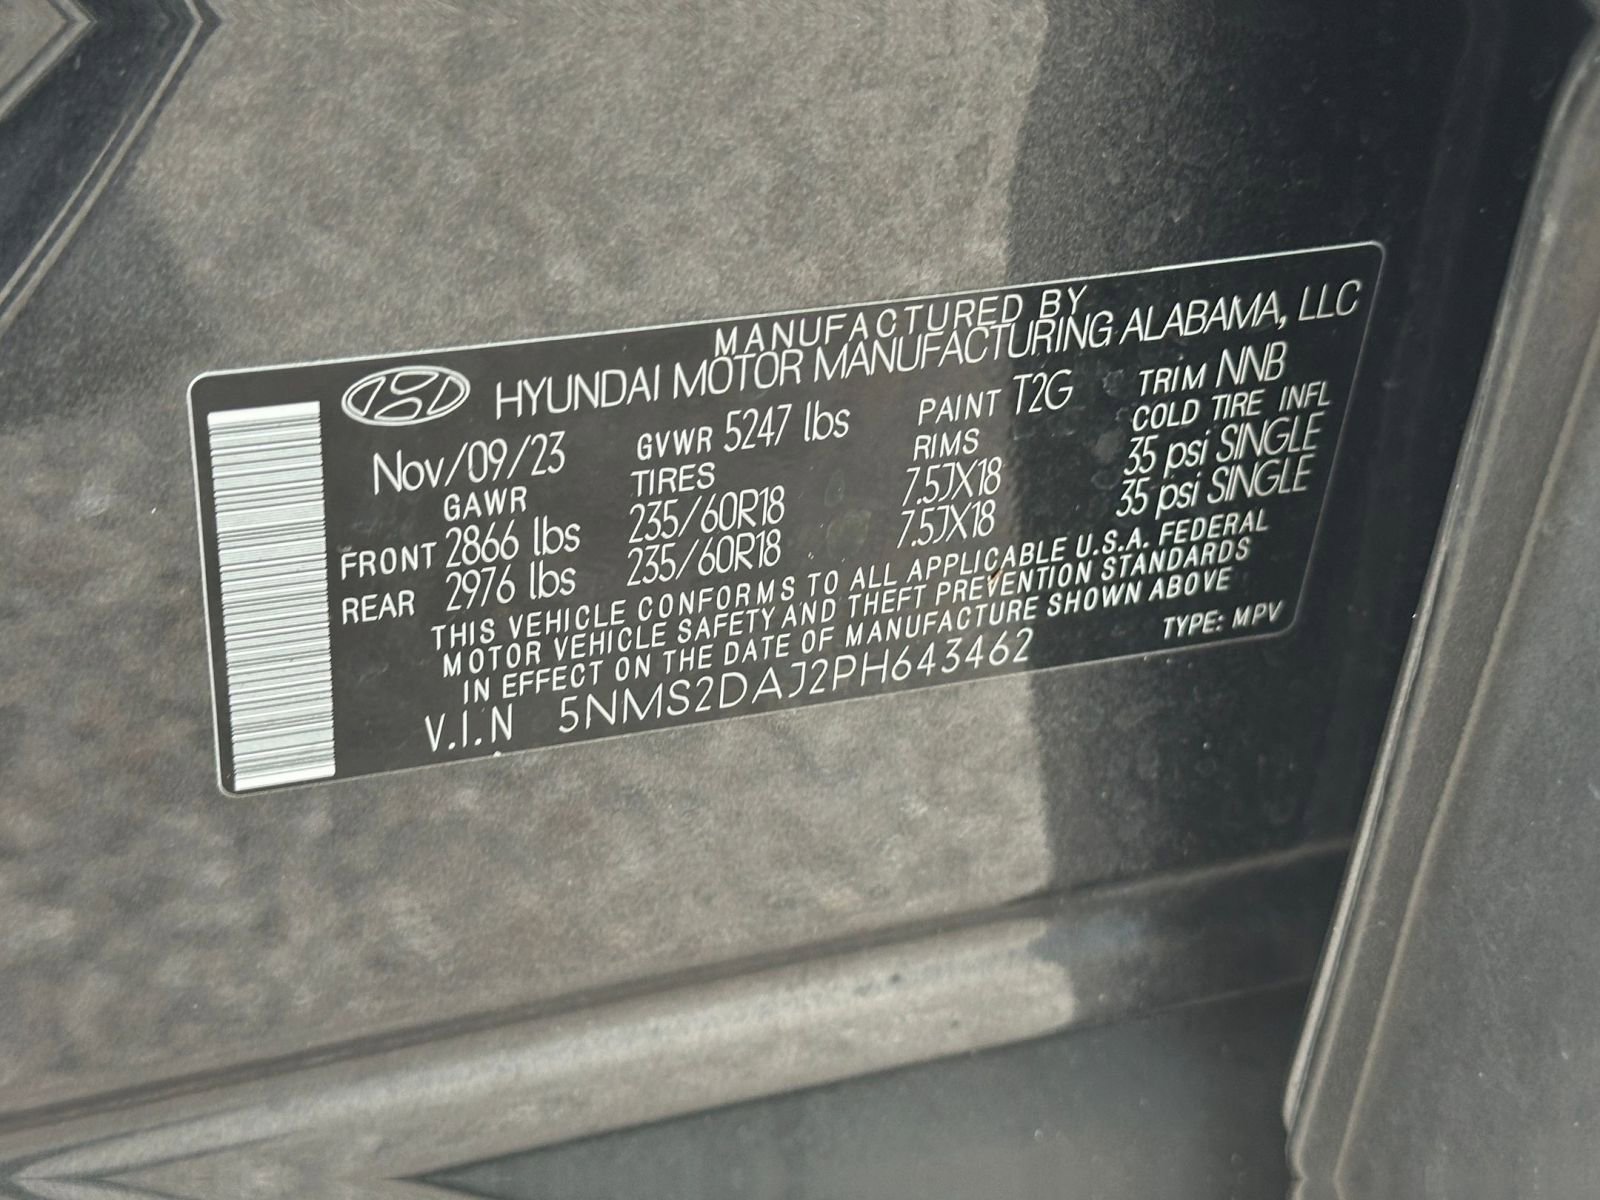 MANUFACTURED BY
HYUNDAI MOTOR MANUFACTURING ALABAMA, LLC
Nov/09/23 GVWR 5247 lbs PAINT T2G TRIM NNB
GAWR TIRES RIMS COLD TIRE INFL
FRONT 2866 lbs 235/60R18 7.5JX18 35 psi SINGLE
REAR 2976 lbs 235/60R18 7.5JX18 35 psi SINGLE
THIS VEHICLE CONFORMS TO ALL APPLICABLE U.S.A. FEDERAL
MOTOR VEHICLE SAFETY AND THEFT PREVENTION STANDARDS
IN EFFECT ON THE DATE OF MANUFACTURE SHOWN ABOVE
V.I.N 5NMS2DAJ2PH643462 TYPE: MPV